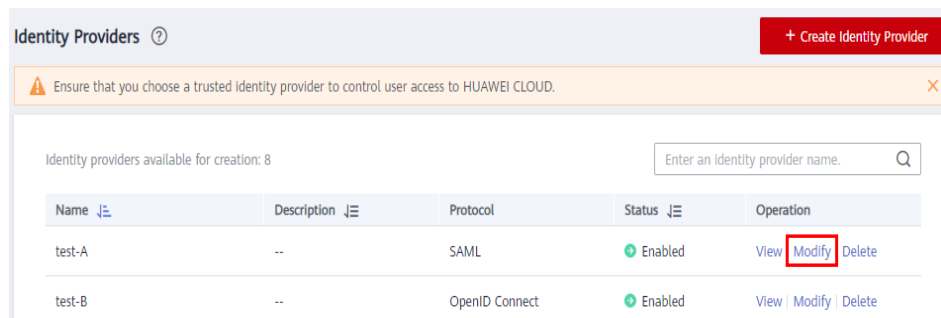 Identity Providers ?
+ Create Identity Provider
Ensure that you choose a trusted identity provider to control user access to HUAWEI CLOUD.
Identity providers available for creation: 8
Enter an identity provider name.
Name Description Protocol Status Operation
test-A -- SAML Enabled View Modify Delete
test-B -- OpenID Connect Enabled View Modify Delete